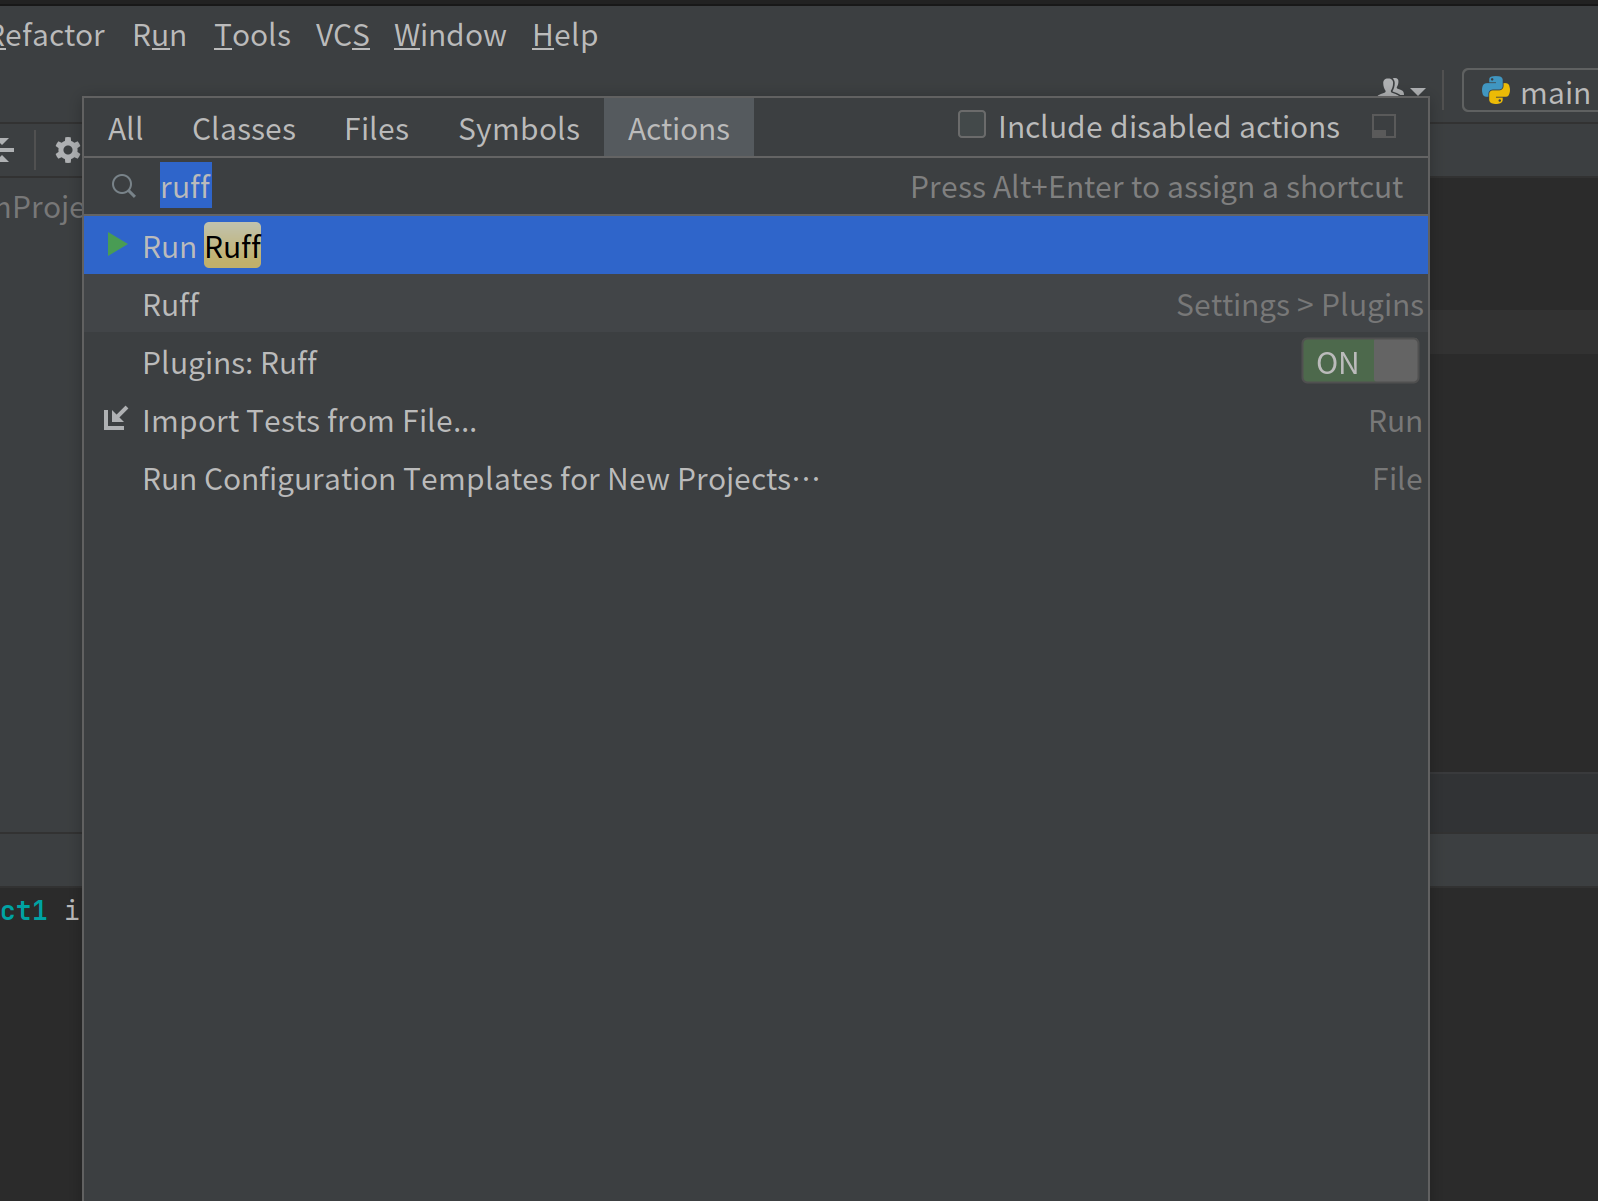 Refactor Run Tools VCS Window Help
main
All Classes Files Symbols Actions Include disabled actions
ruff Press Alt+Enter to assign a shortcut
nProje
Run Ruff
Ruff Settings > Plugins
Plugins: Ruff ON
Import Tests from File... Run
Run Configuration Templates for New Projects... File
ct1 i